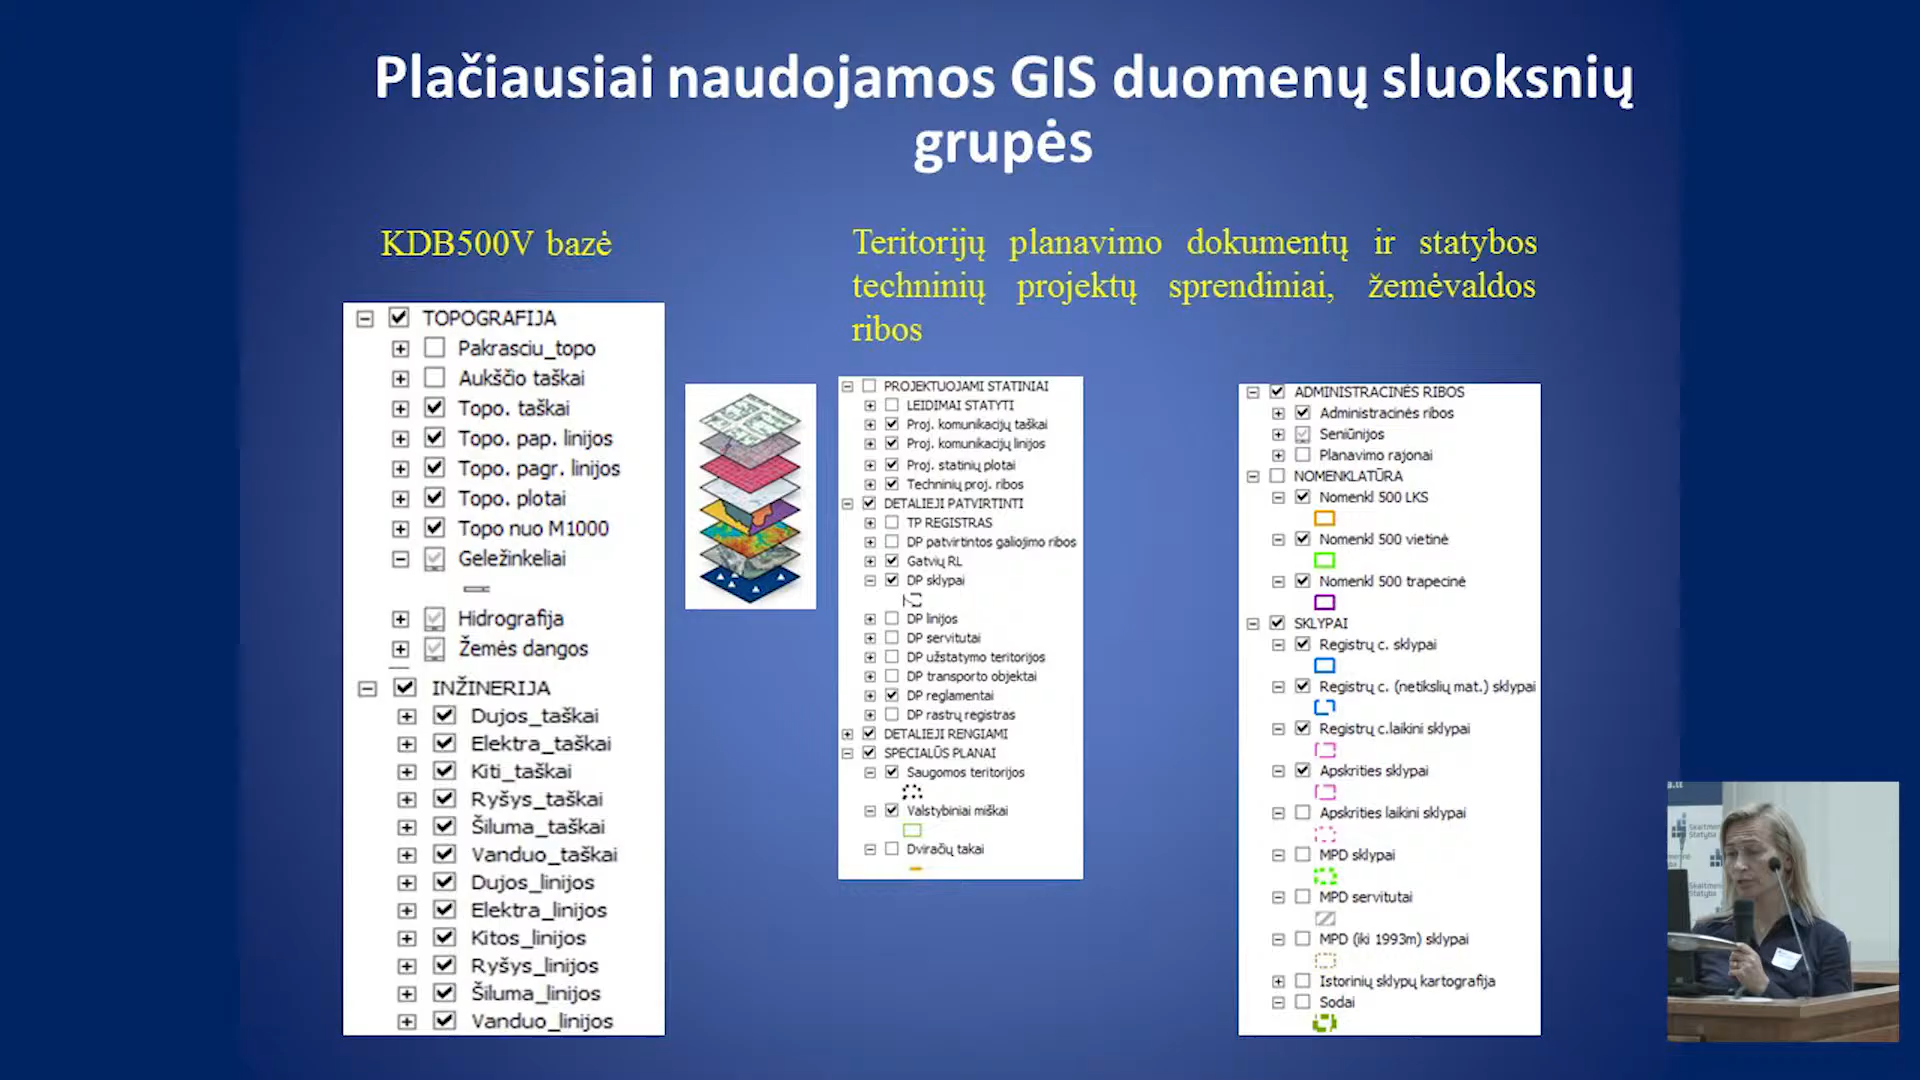 Plačiausiai naudojamos GIS duomenų sluoksnių
grupės
KDB500V bazė
Teritorijų planavimo dokumentų ir statybos
techninių projektų sprendiniai, žemėvaldos
ribos
TOPOGRAFIJA
Pakrasciu_topo
Aukščio taškai
Topo. taškai
Topo. pap. linijos
Topo. pagr. linijos
Topo. plotai
Topo nuo M1000
Geležinkeliai
Hidrografija
Žemės dangos
INŽINERIJA
Dujos_taškai
Elektra_taškai
Kiti_taškai
Ryšys_taškai
Šiluma_taškai
Vanduo_taškai
Dujos_linijos
Elektra_linijos
Kitos_linijos
Ryšys_linijos
Šiluma_linijos
Vanduo_linijos
PROJEKTUOJAMI STATINIAI
LEIDIMAI STATYTI
Proj. komunikacijų taškai
Proj. komunikacijų linijos
Proj. statinių plotai
Techninių proj. ribos
DETALIEJI PATVIRTINTI
TP REGISTRAS
DP patvirtintos galiojimo ribos
Gatvių RL
DP sklypai
DP linijos
DP servitutai
DP užstatymo teritorijos
DP transporto objektai
DP reglamentai
DP rastrų registras
DETALIEJI RENGIAMI
SPECIALŪS PLANAI
Saugomos teritorijos
Valstybiniai miškai
Dviračių takai
ADMINISTRACINĖS RIBOS
Administracinės ribos
Seniūnijos
Planavimo rajonai
NOMENKLATŪRA
Nomenkl 500 LKS
Nomenkl 500 vietinė
Nomenkl 500 trapecinė
SKLYPAI
Registrų c. sklypai
Registrų c. (netikslių mat.) sklypai
Registrų c.laikini sklypai
Apskrities sklypai
Apskrities laikini sklypai
MPD sklypai
MPD servitutai
MPD (iki 1993m) sklypai
Istorinių sklypų kartografija
Sodai
Skaitmen
Statyba
Skaitmeni
Statyba